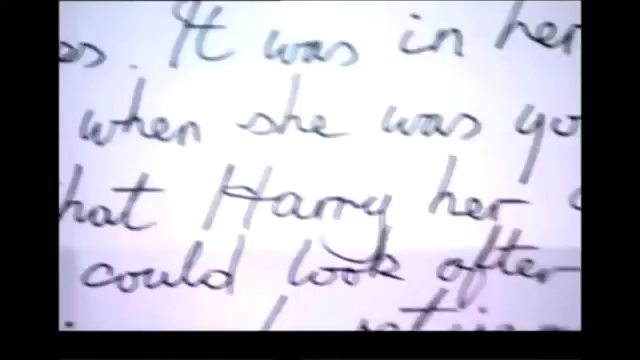 . It was in her
when she was yo
hat Harry her
could look after